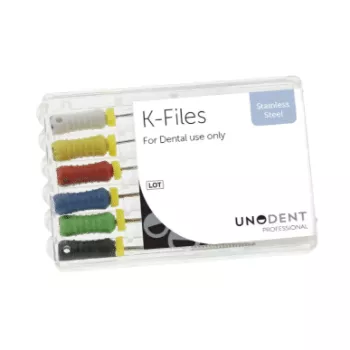 K-Files
For Dental use only
Stainless
Steel
LOT
UNODENT
PROFESSIONAL